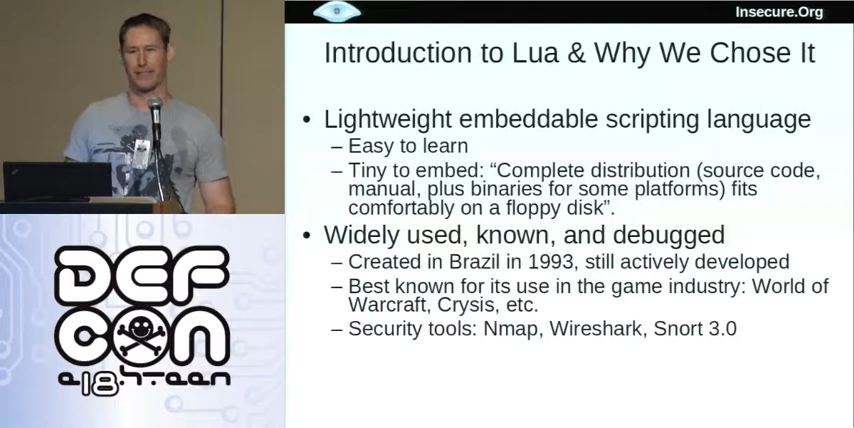 Insecure.Org
Introduction to Lua & Why We Chose It
• Lightweight embeddable scripting language
– Easy to learn
– Tiny to embed: “Complete distribution (source code,
manual, plus binaries for some platforms) fits
comfortably on a floppy disk”.
• Widely used, known, and debugged
– Created in Brazil in 1993, still actively developed
– Best known for its use in the game industry: World of
Warcraft, Crysis, etc.
– Security tools: Nmap, Wireshark, Snort 3.0
DEF
CON
e18hteen